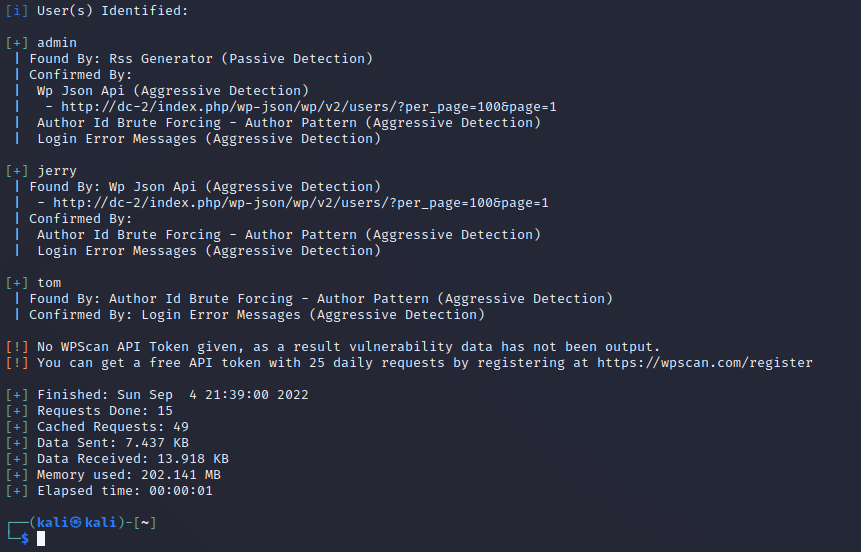 [i] User(s) Identified:
[+] admin
| Found By: Rss Generator (Passive Detection)
| Confirmed By:
|  Wp Json Api (Aggressive Detection)
|   - http://dc-2/index.php/wp-json/wp/v2/users/?per_page=100&page=1
|  Author Id Brute Forcing - Author Pattern (Aggressive Detection)
|  Login Error Messages (Aggressive Detection)
[+] jerry
| Found By: Wp Json Api (Aggressive Detection)
|  - http://dc-2/index.php/wp-json/wp/v2/users/?per_page=100&page=1
| Confirmed By:
|  Author Id Brute Forcing - Author Pattern (Aggressive Detection)
|  Login Error Messages (Aggressive Detection)
[+] tom
| Found By: Author Id Brute Forcing - Author Pattern (Aggressive Detection)
| Confirmed By: Login Error Messages (Aggressive Detection)
[!] No WPScan API Token given, as a result vulnerability data has not been output.
[!] You can get a free API token with 25 daily requests by registering at https://wpscan.com/register
[+] Finished: Sun Sep  4 21:39:00 2022
[+] Requests Done: 15
[+] Cached Requests: 49
[+] Data Sent: 7.437 KB
[+] Data Received: 13.918 KB
[+] Memory used: 202.141 MB
[+] Elapsed time: 00:00:01
┌──(kali㉿kali)-[~]
└─$